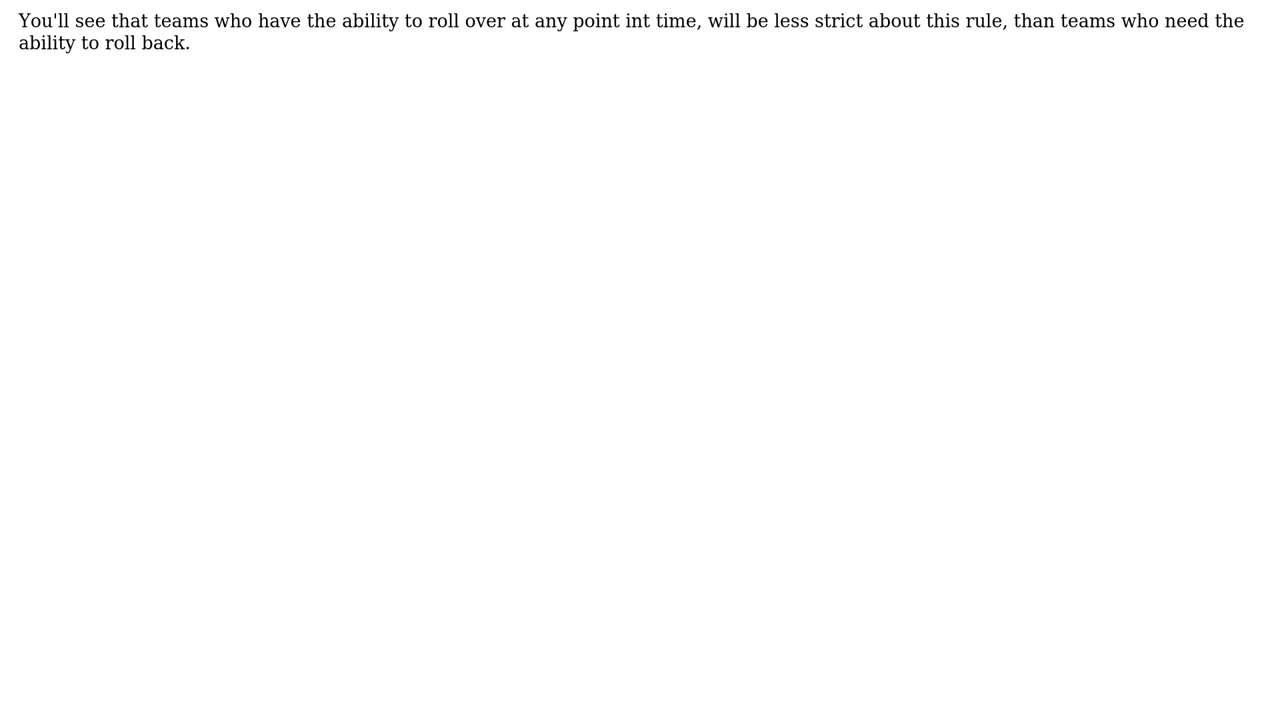 You'll see that teams who have the ability to roll over at any point int time, will be less strict about this rule, than teams who need the
ability to roll back.